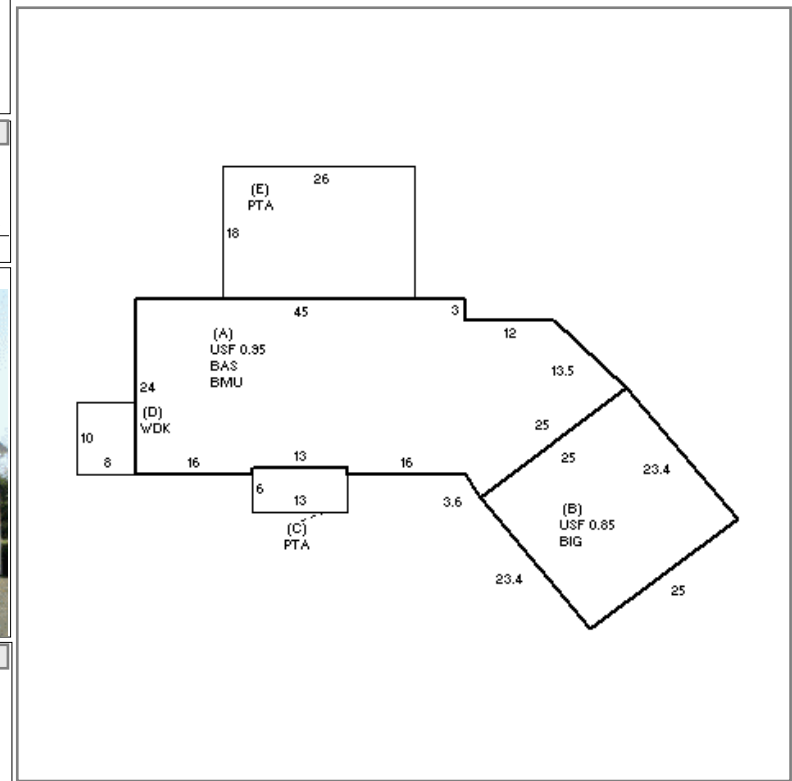 26
(E)
PTA
18
45
3
12
(A)
USF 0.95
BAS
BMU
13.5
24
(D)
WDK
10
8
16
13
16
25
25
23.4
6
13
3.6
(B)
USF 0.85
BIG
(C)
PTA
23.4
25